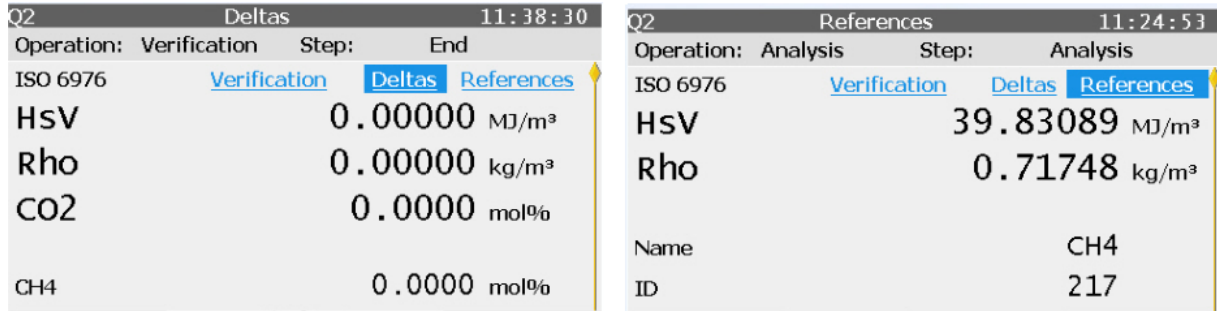 Q2 Deltas 11:38:30
Operation: Verification Step: End
ISO 6976 Verification Deltas References
HsV 0.00000 MJ/m³
Rho 0.00000 kg/m³
CO2 0.0000 mol%
CH4 0.0000 mol%
Q2 References 11:24:53
Operation: Analysis Step: Analysis
ISO 6976 Verification Deltas References
HsV 39.83089 MJ/m³
Rho 0.71748 kg/m³
Name CH4
ID 217